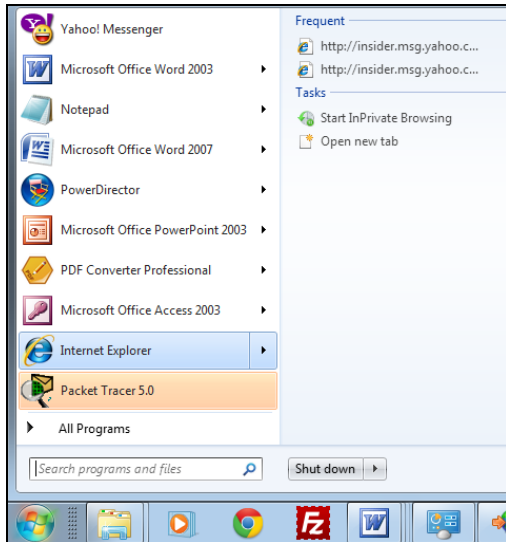 Yahoo! Messenger
Microsoft Office Word 2003
Notepad
Microsoft Office Word 2007
PowerDirector
Microsoft Office PowerPoint 2003
PDF Converter Professional
Microsoft Office Access 2003
Internet Explorer
Packet Tracer 5.0
All Programs
Search programs and files
Frequent
http://insider.msg.yahoo.c...
http://insider.msg.yahoo.c...
Tasks
Start InPrivate Browsing
Open new tab
Shut down